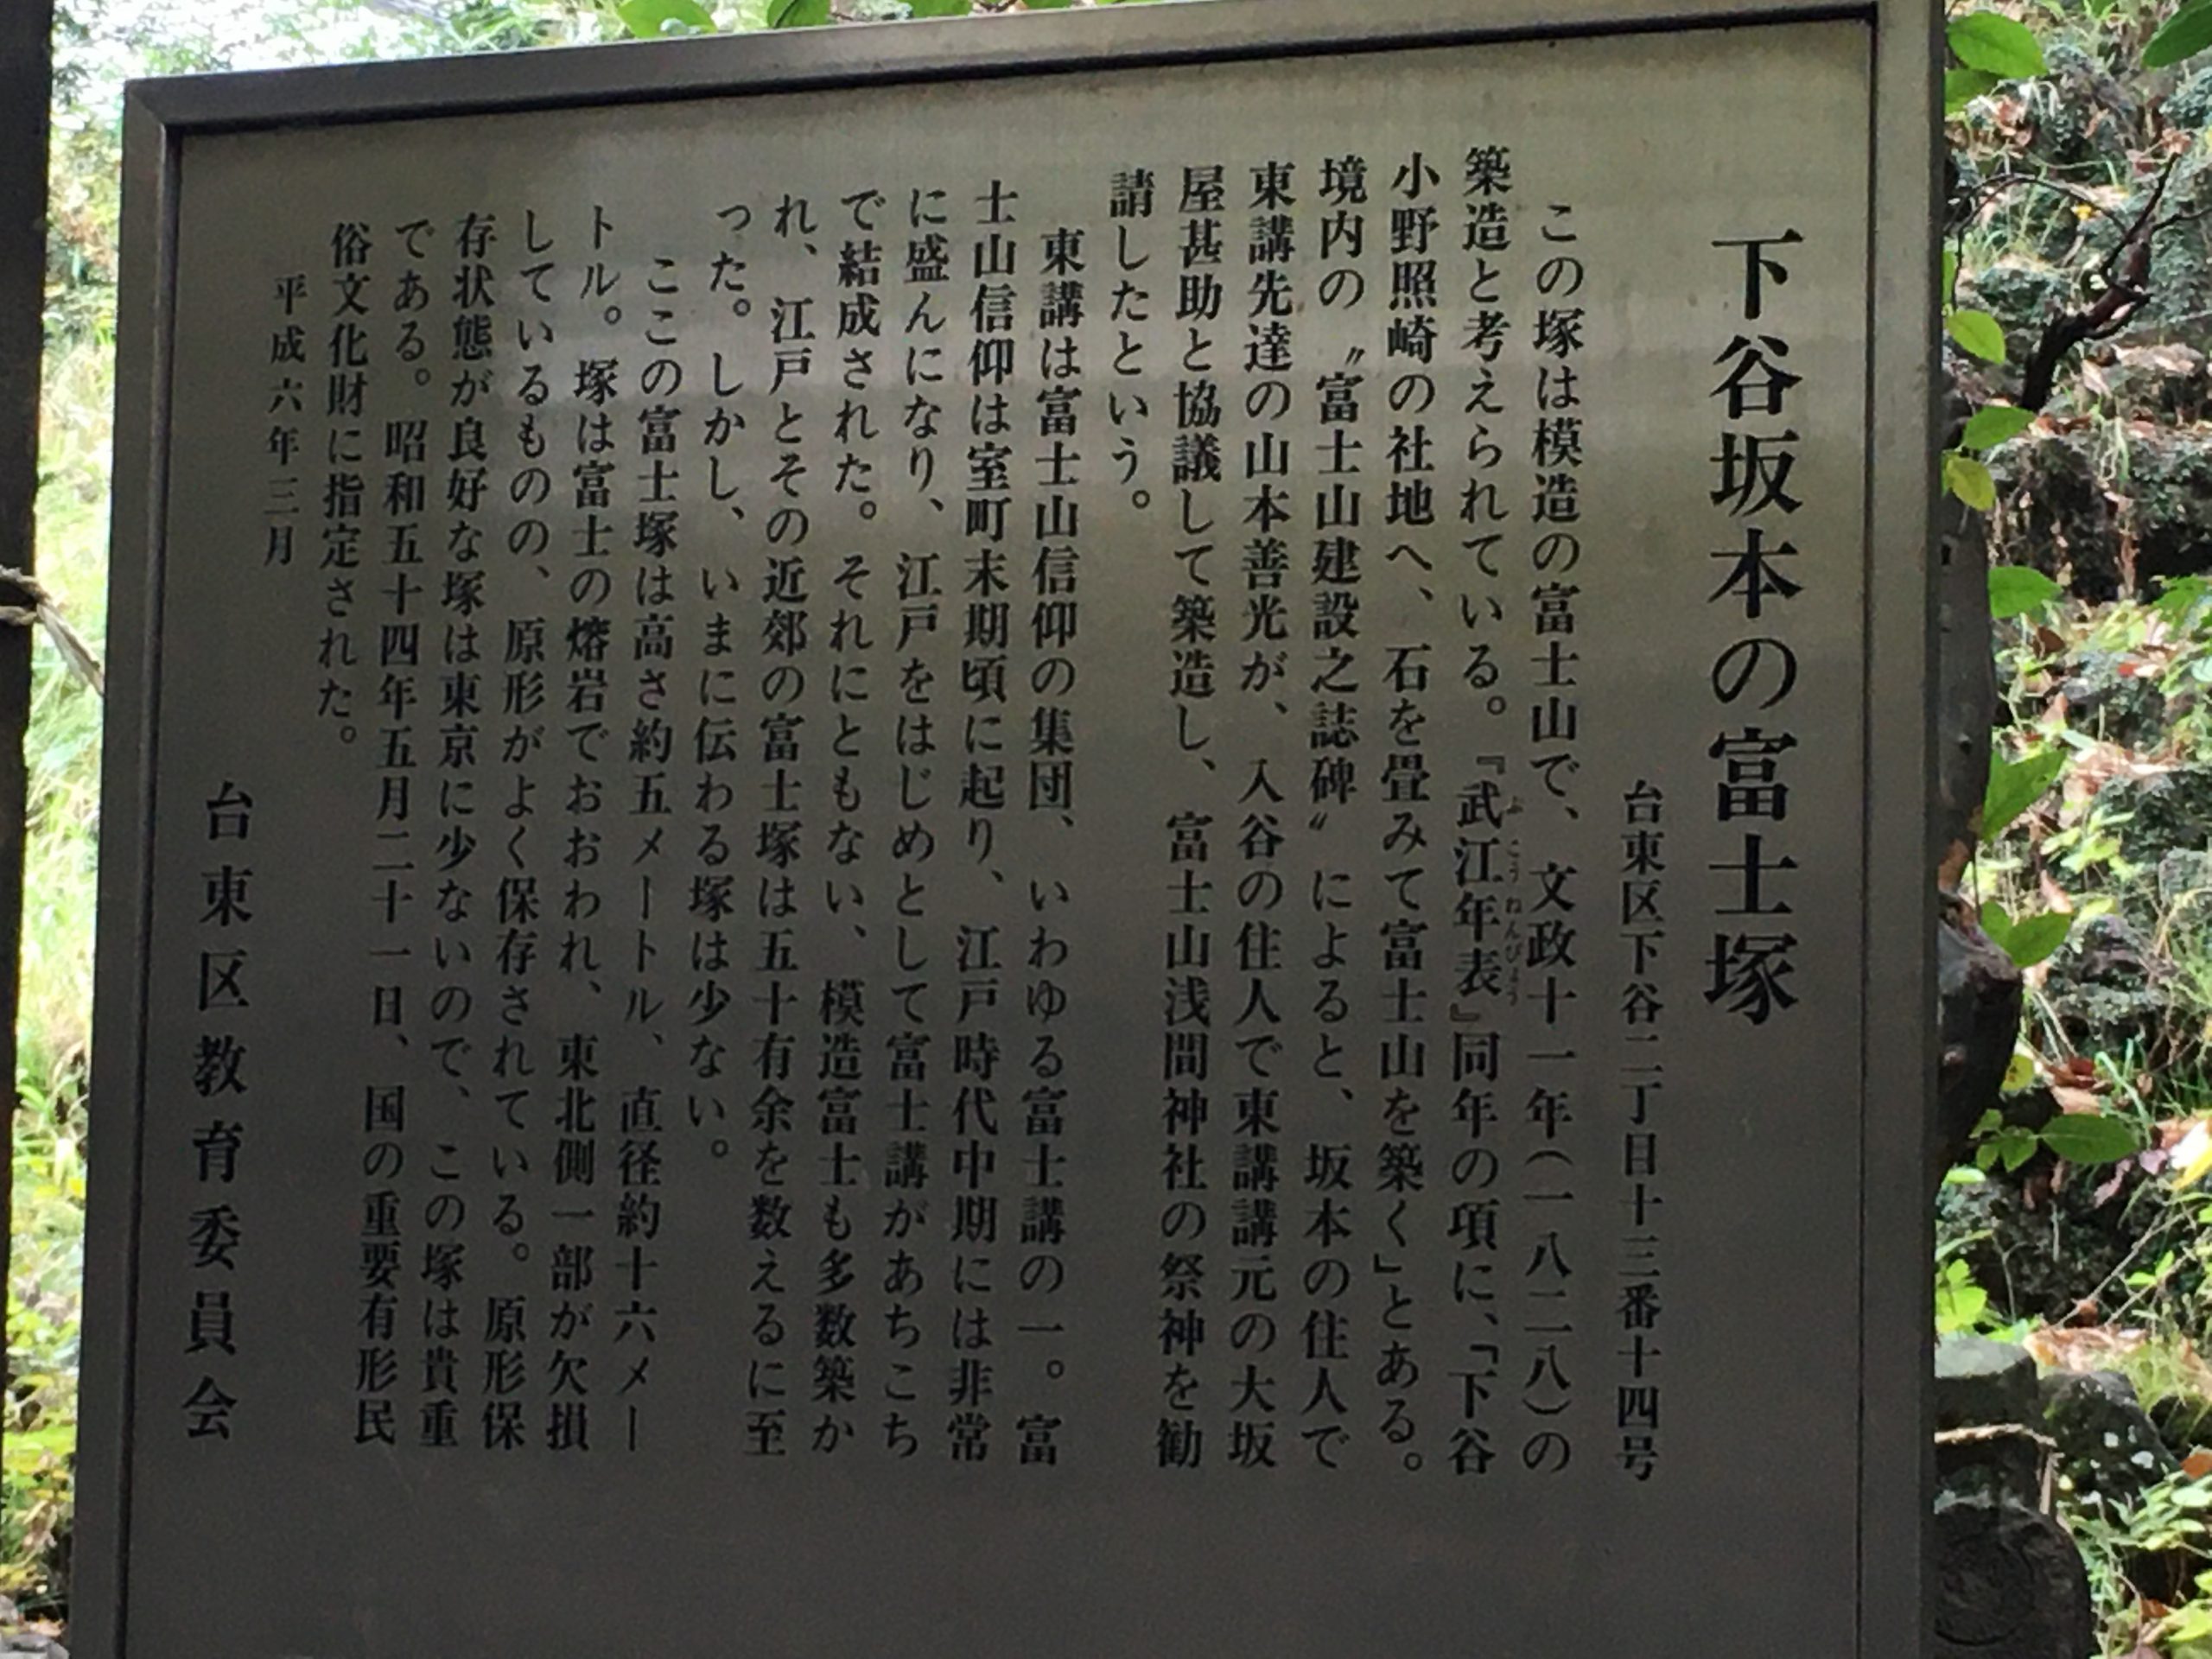 下谷坂本の富士塚
台東区下谷二丁目十三番十四号
この塚は模造の富士山で、文政十一年(一八二八)の
築造と考えられている。『武江年表』同年の項に、「下谷
ぶこうねんぴょう
小野照崎の社地へ、石を畳みて富士山を築く」とある。
境内の〝富士山建設之誌碑〟によると、坂本の住人で
東講先達の山本善光が、入谷の住人で東講講元の大坂
屋甚助と協議して築造し、富士山浅間神社の祭神を勧
請したという。
東講は富士山信仰の集団、いわゆる富士講の一。富
士山信仰は室町末期頃に起り、江戸時代中期には非常
に盛んになり、江戸をはじめとして富士講があちこち
で結成された。それにともない、模造富士も多数築か
れ、江戸とその近郊の富士塚は五十有余を数えるに至
った。しかし、いまに伝わる塚は少ない。
ここの富士塚は高さ約五メートル、直径約十六メー
トル。塚は富士の熔岩でおおわれ、東北側一部が欠損
しているものの、原形がよく保存されている。原形保
存状態が良好な塚は東京に少ないので、この塚は貴重
である。昭和五十四年五月二十一日、国の重要有形民
俗文化財に指定された。
平成六年三月
台東区教育委員会